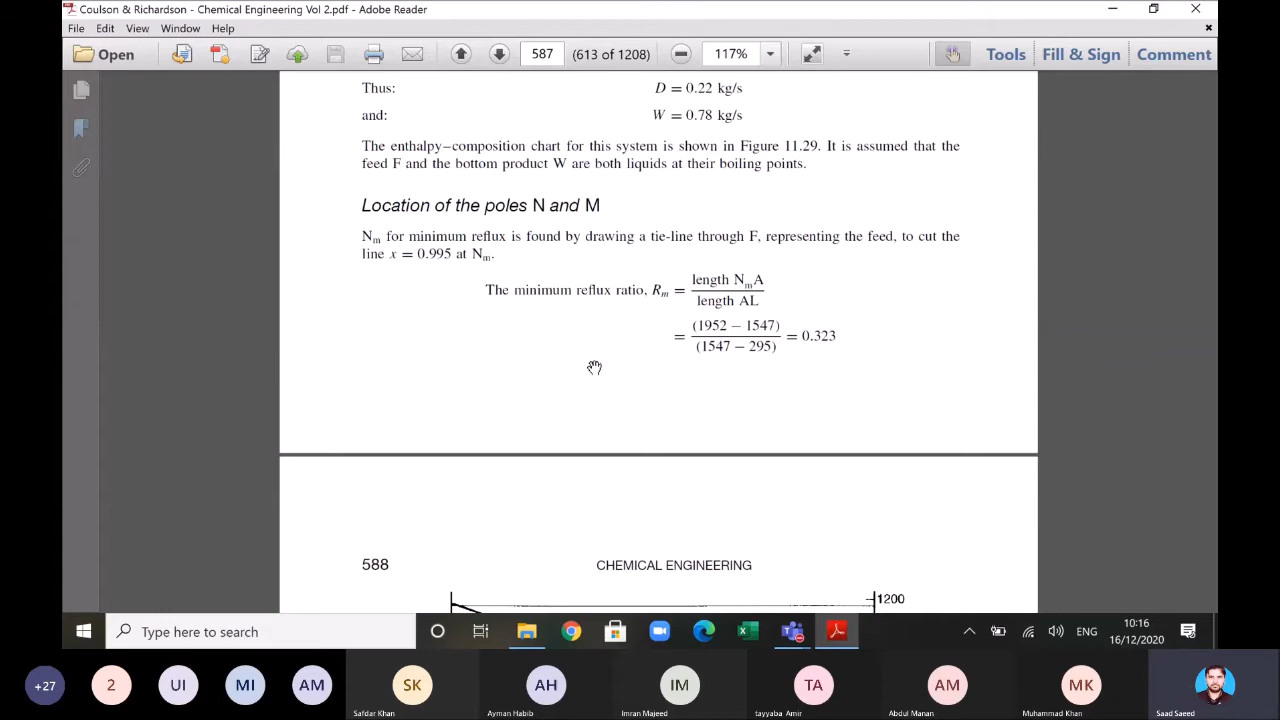 Coulson & Richardson - Chemical Engineering Vol 2.pdf - Adobe Reader
File Edit View Window Help
Open 587 (613 of 1208) 117% Tools Fill & Sign Comment
Thus: D = 0.22 kg/s
and: W = 0.78 kg/s
The enthalpy–composition chart for this system is shown in Figure 11.29. It is assumed that the
feed F and the bottom product W are both liquids at their boiling points.
Location of the poles N and M
Nm for minimum reflux is found by drawing a tie-line through F, representing the feed, to cut the
line x = 0.995 at Nm.
The minimum reflux ratio, Rm = length NmA / length AL
= (1952 − 1547) / (1547 − 295) = 0.323
588 CHEMICAL ENGINEERING
1200
Type here to search ENG 10:16
16/12/2020
+27 2 UI MI AM SK AH IM TA AM MK
Safdar Khan Ayman Habib Imran Majeed tayyaba Amir Abdul Manan Muhammad Khan Saad Saeed